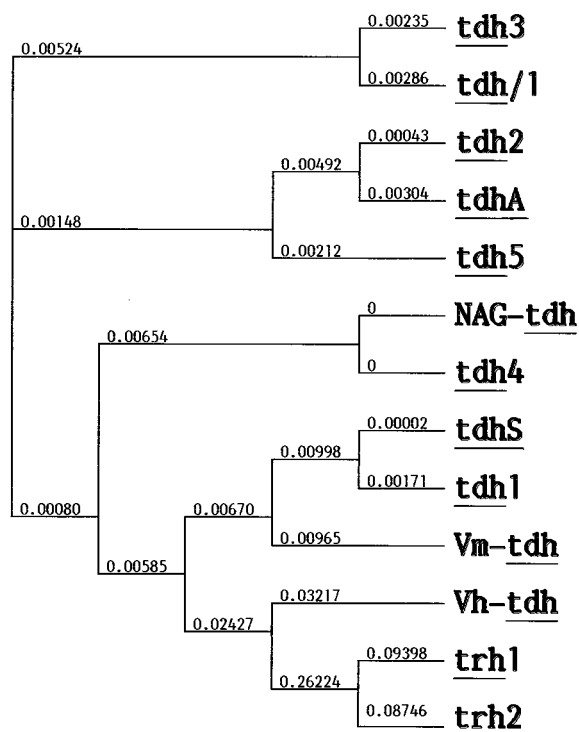 0.00235
tdh3
0.00524
0.00286
tdh/1
0.00043
tdh2
0.00492
0.00304
tdhA
0.00148
0.00212
tdh5
0
NAG-tdh
0.00654
0
tdh4
0.00002
tdhS
0.00998
0.00171
tdh1
0.00080
0.00670
0.00965
Vm-tdh
0.00585
0.03217
Vh-tdh
0.02427
0.09398
trh1
0.26224
0.08746
trh2